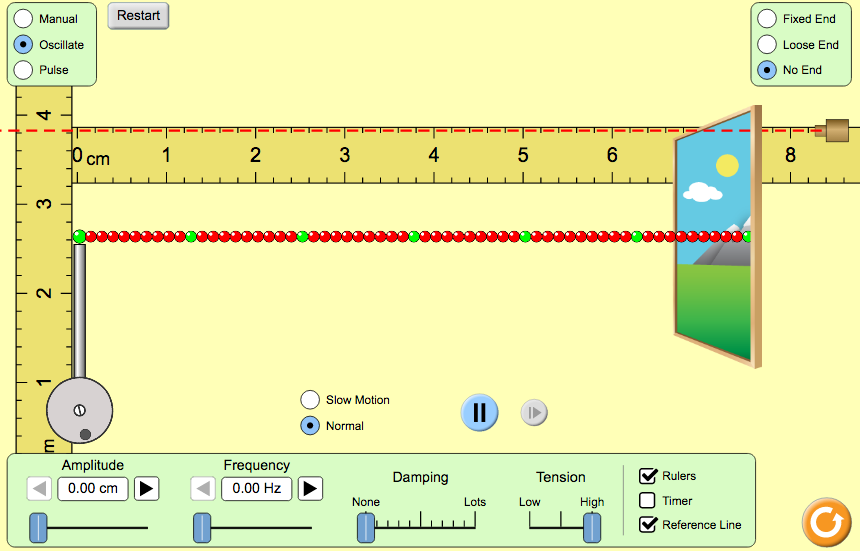 Manual
Oscillate
Pulse
Restart
Fixed End
Loose End
No End
4
3
2
1
m
0 cm 1 2 3 4 5 6 8
Slow Motion
Normal
Amplitude
0.00 cm
Frequency
0.00 Hz
Damping
None Lots
Tension
Low High
Rulers
Timer
Reference Line